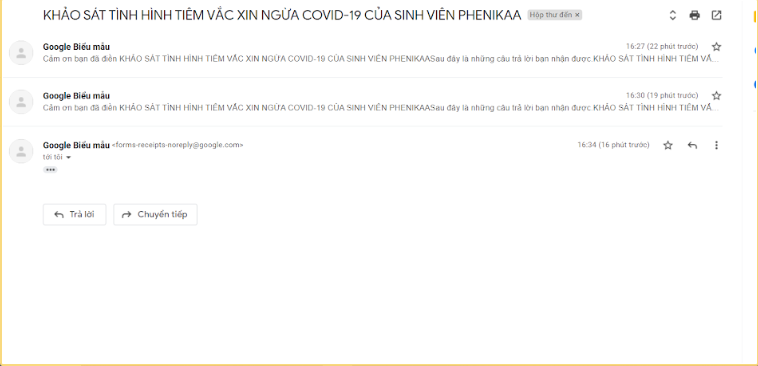 KHẢO SÁT TÌNH HÌNH TIÊM VẮC XIN NGỪA COVID-19 CỦA SINH VIÊN PHENIKAA Hộp thư đến ×
Google Biểu mẫu 16:27 (22 phút trước)
Cảm ơn bạn đã điền KHẢO SÁT TÌNH HÌNH TIÊM VẮC XIN NGỪA COVID-19 CỦA SINH VIÊN PHENIKAASau đây là những câu trả lời bạn nhận được.KHẢO SÁT TÌNH HÌNH TIÊM VẮ...
Google Biểu mẫu 16:30 (19 phút trước)
Cảm ơn bạn đã điền KHẢO SÁT TÌNH HÌNH TIÊM VẮC XIN NGỪA COVID-19 CỦA SINH VIÊN PHENIKAASau đây là những câu trả lời bạn nhận được.KHẢO SÁT TÌNH HÌNH TIÊM VẮ...
Google Biểu mẫu <forms-receipts-noreply@google.com> 16:34 (16 phút trước)
tới tôi
Trả lời Chuyển tiếp